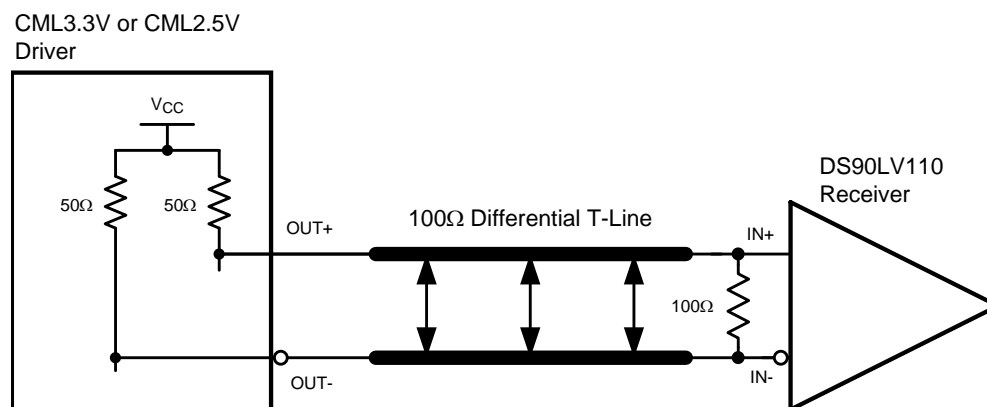 CML3.3V or CML2.5V
Driver
VCC
50Ω
50Ω
OUT+
100Ω Differential T-Line
IN+
DS90LV110
Receiver
100Ω
OUT-
IN-